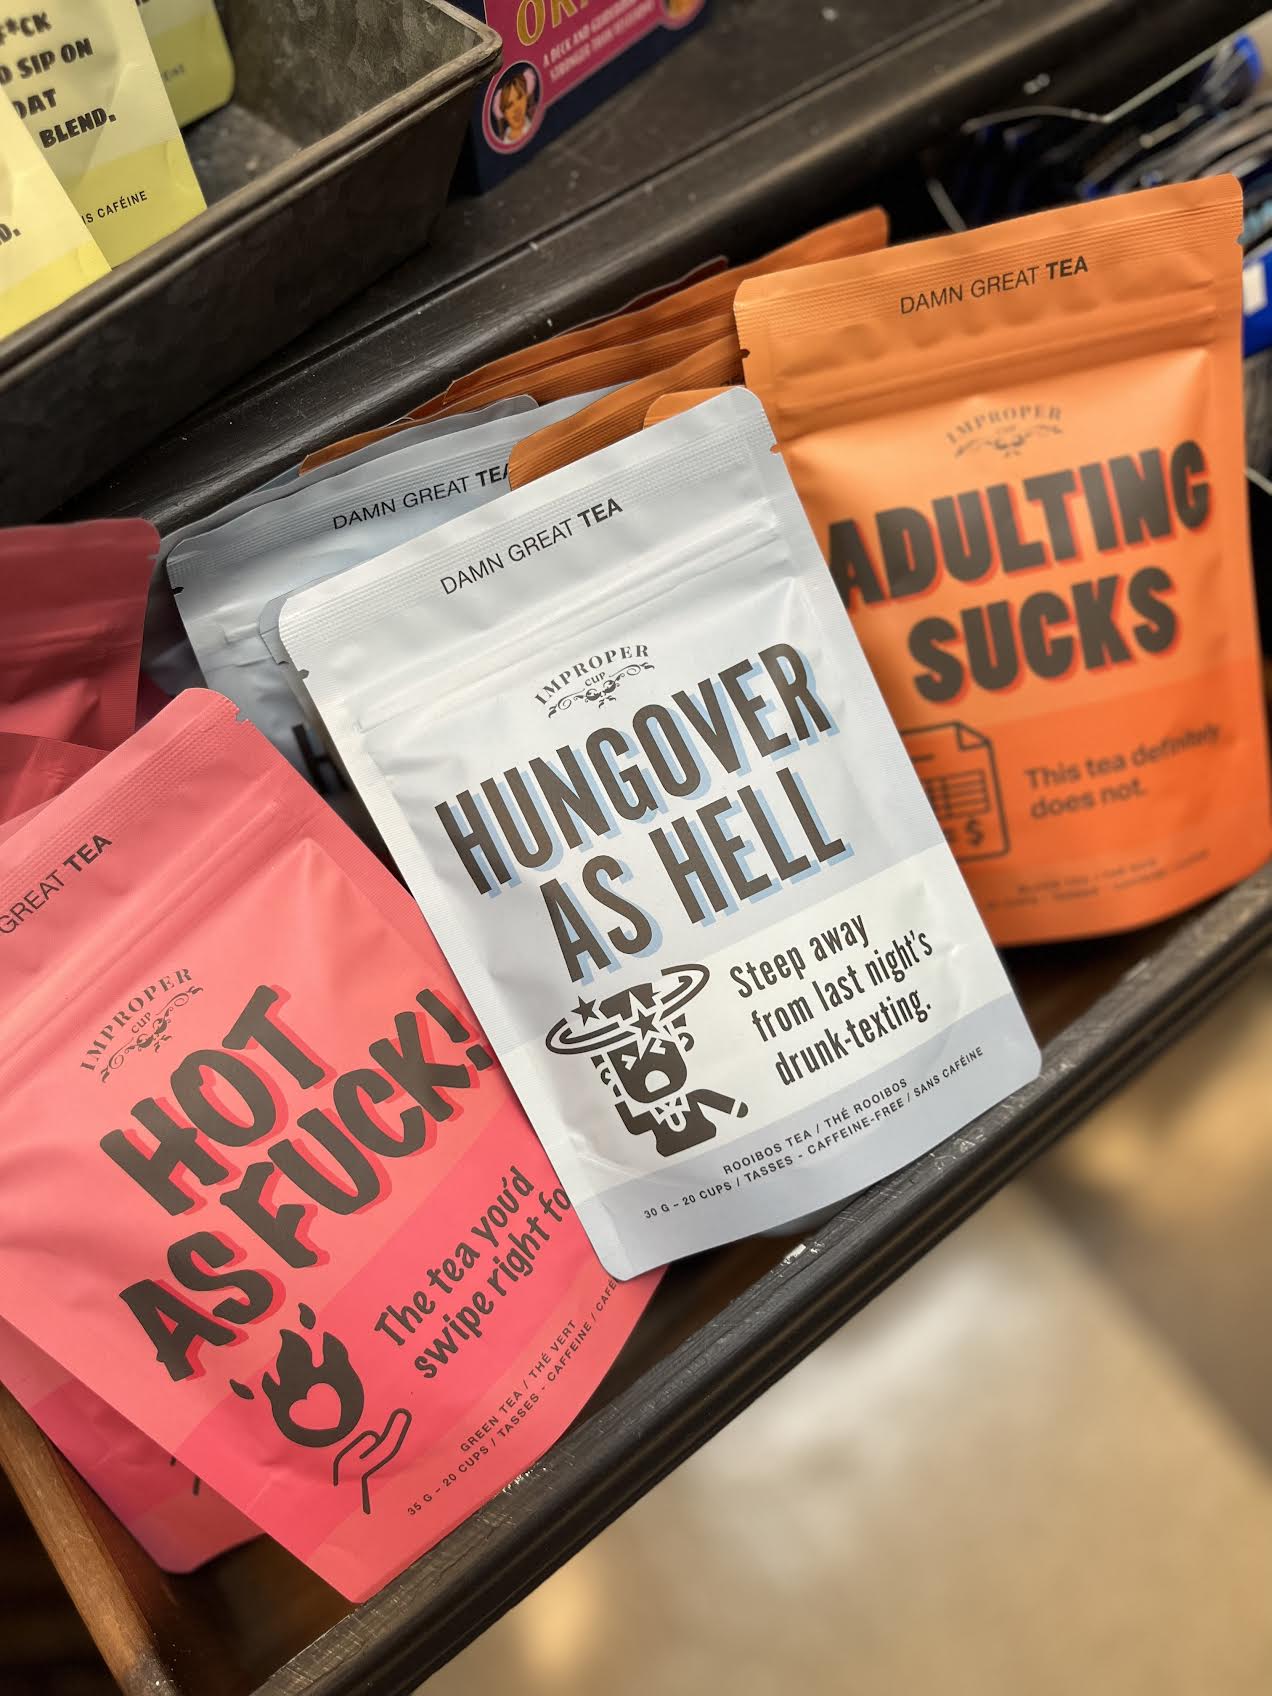 F*CK
D SIP ON
OAT
BLEND.
NS CAFÉINE
D.
DAMN GREAT TEA
IMPROPER
CUP
ADULTING
SUCKS
This tea definitely
does not.
$
DAMN GREAT TEA
H
DAMN GREAT TEA
IMPROPER
CUP
HUNGOVER
AS HELL
Steep away
from last night's
drunk-texting.
ROOIBOS TEA / THÉ ROOIBOS
30 G – 20 CUPS / TASSES - CAFFEINE-FREE / SANS CAFÉINE
GREAT TEA
IMPROPER
CUP
HOT
AS FUCK!
The tea you'd
swipe right fo
GREEN TEA / THÉ VERT
35 G – 20 CUPS / TASSES - CAFFEINE / CAFÉ